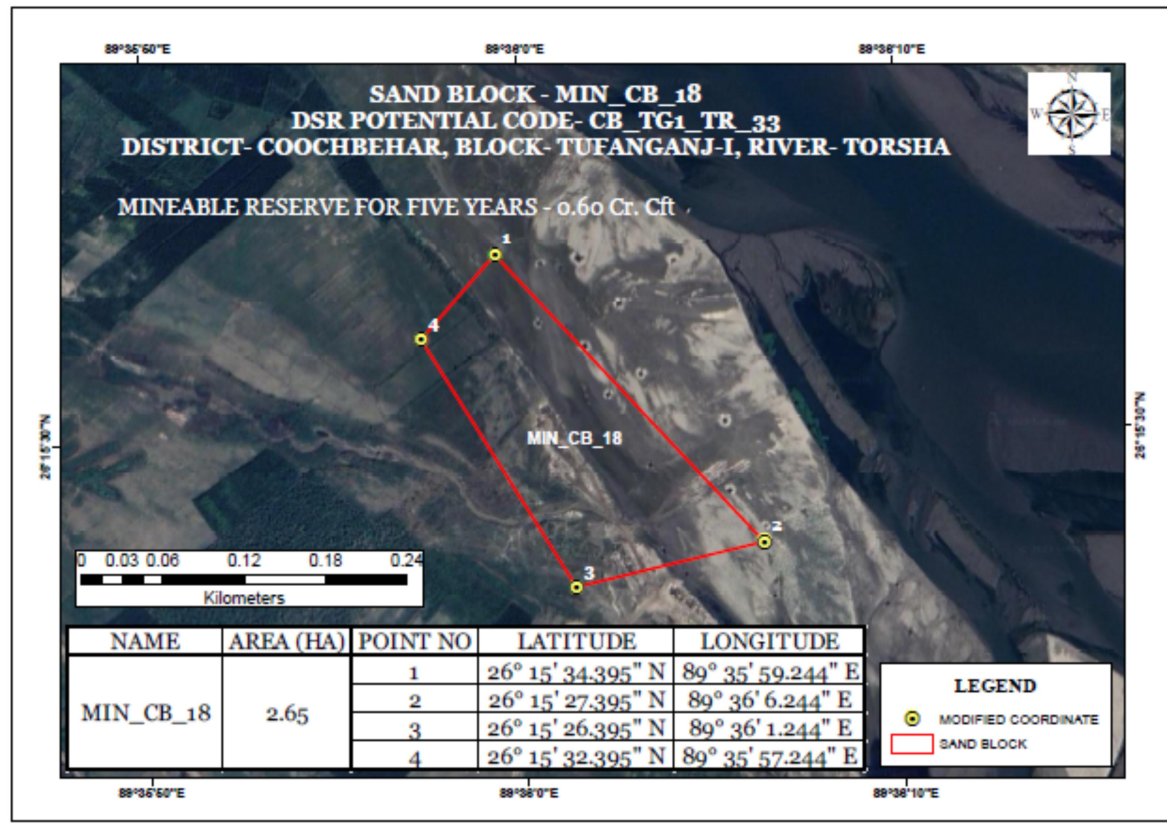 89°35'50"E 89°36'0"E 89°36'10"E
N
W E
S
SAND BLOCK - MIN_CB_18
DSR POTENTIAL CODE- CB_TG1_TR_33
DISTRICT- COOCHBEHAR, BLOCK- TUFANGANJ-I, RIVER- TORSHA
MINEABLE RESERVE FOR FIVE YEARS - 0.60 Cr. Cft
1
4
26°15'30"N 26°15'30"N
MIN_CB_18
2
3
0 0.03 0.06 0.12 0.18 0.24
Kilometers
NAME AREA (HA) POINT NO LATITUDE LONGITUDE
MIN_CB_18 2.65
1 26° 15' 34.395" N 89° 35' 59.244" E
2 26° 15' 27.395" N 89° 36' 6.244" E
3 26° 15' 26.395" N 89° 36' 1.244" E
4 26° 15' 32.395" N 89° 35' 57.244" E
LEGEND
MODIFIED COORDINATE
SAND BLOCK
89°35'50"E 89°36'0"E 89°36'10"E